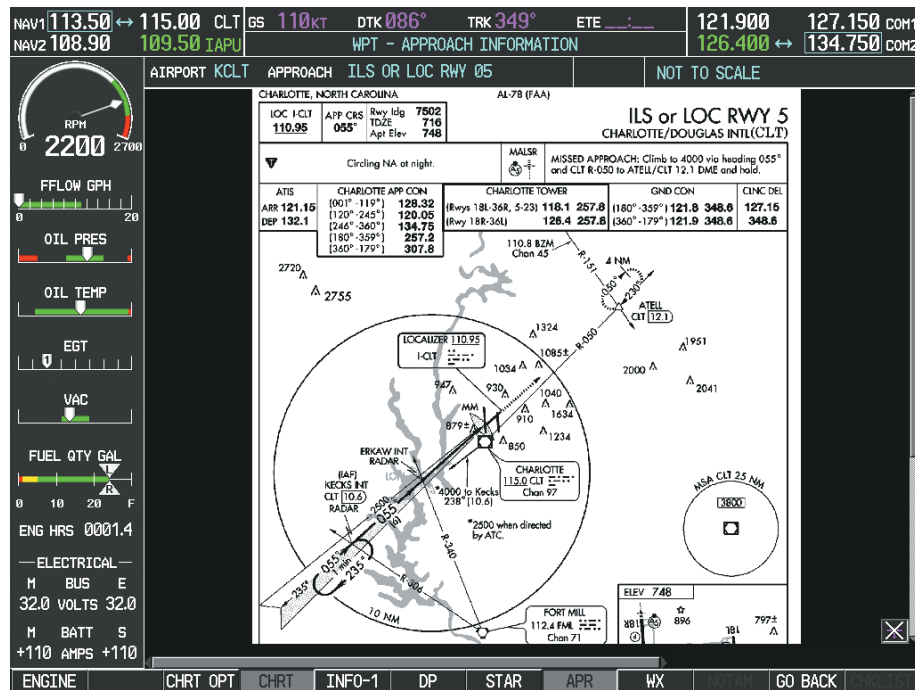 NAV1 113.50 ↔ 115.00 CLT
NAV2 108.90 109.50 IAPU
GS 110KT DTK 086° TRK 349° ETE __:__
WPT - APPROACH INFORMATION
121.900 127.150 COM1
126.400 ↔ 134.750 COM2
AIRPORT KCLT APPROACH ILS OR LOC RWY 05 NOT TO SCALE
RPM
2200
0 2700
FFLOW GPH
0 20
OIL PRES
OIL TEMP
EGT
1
VAC
FUEL QTY GAL
L
R
0 10 20 F
ENG HRS 0001.4
ELECTRICAL
M BUS E
32.0 VOLTS 32.0
M BATT S
+110 AMPS +110
CHARLOTTE, NORTH CAROLINA AL-78 (FAA)
LOC I-CLT
110.95
APP CRS
055°
Rwy ldg 7502
TDZE 716
Apt Elev 748
ILS or LOC RWY 5
CHARLOTTE/DOUGLAS INTL(CLT)
T
Circling NA at night.
MALSR
MISSED APPROACH: Climb to 4000 via heading 055°
and CLT R-050 to ATELL/CLT 12.1 DME and hold.
ATIS
ARR 121.15
DEP 132.1
CHARLOTTE APP CON
(001°-119°) 128.32
(120°-245°) 120.05
(246°-360°) 134.75
(180°-359°) 257.2
(360°-179°) 307.8
CHARLOTTE TOWER
(Rwys 18L-36R, 5-23) 118.1 257.8
(Rwy 18R-36L) 126.4 257.8
GND CON
(180°-359°) 121.8 348.6
(360°-179°) 121.9 348.6
CLNC DEL
127.15
348.6
110.8 BZM
Chan 45
R-151
4 NM
050°
230°
ATELL
CLT 12.1
R-050
2720
2755
LOCALIZER 110.95
I-CLT
1324
1085±
1034
1951
2000
2041
947
930
1040
1634
910
MM
879±
850
1234
ERKAW INT
RADAR
(IAF)
KECKS INT
CLT 10.6
RADAR
LO
CHARLOTTE
115.0 CLT
Chan 97
*4000 to Kecks
238° (10.6)
*2500 when directed
by ATC.
2500
055°
(6)
R-340
055°
1 min
235°
235°
R-306
10 NM
MSA CLT 25 NM
3800
FORT MILL
112.4 FML
Chan 71
ELEV 748
18R
896
18L
797±
ENGINE CHRT OPT CHRT INFO-1 DP STAR APR WX NOTAM GO BACK CHKLIST